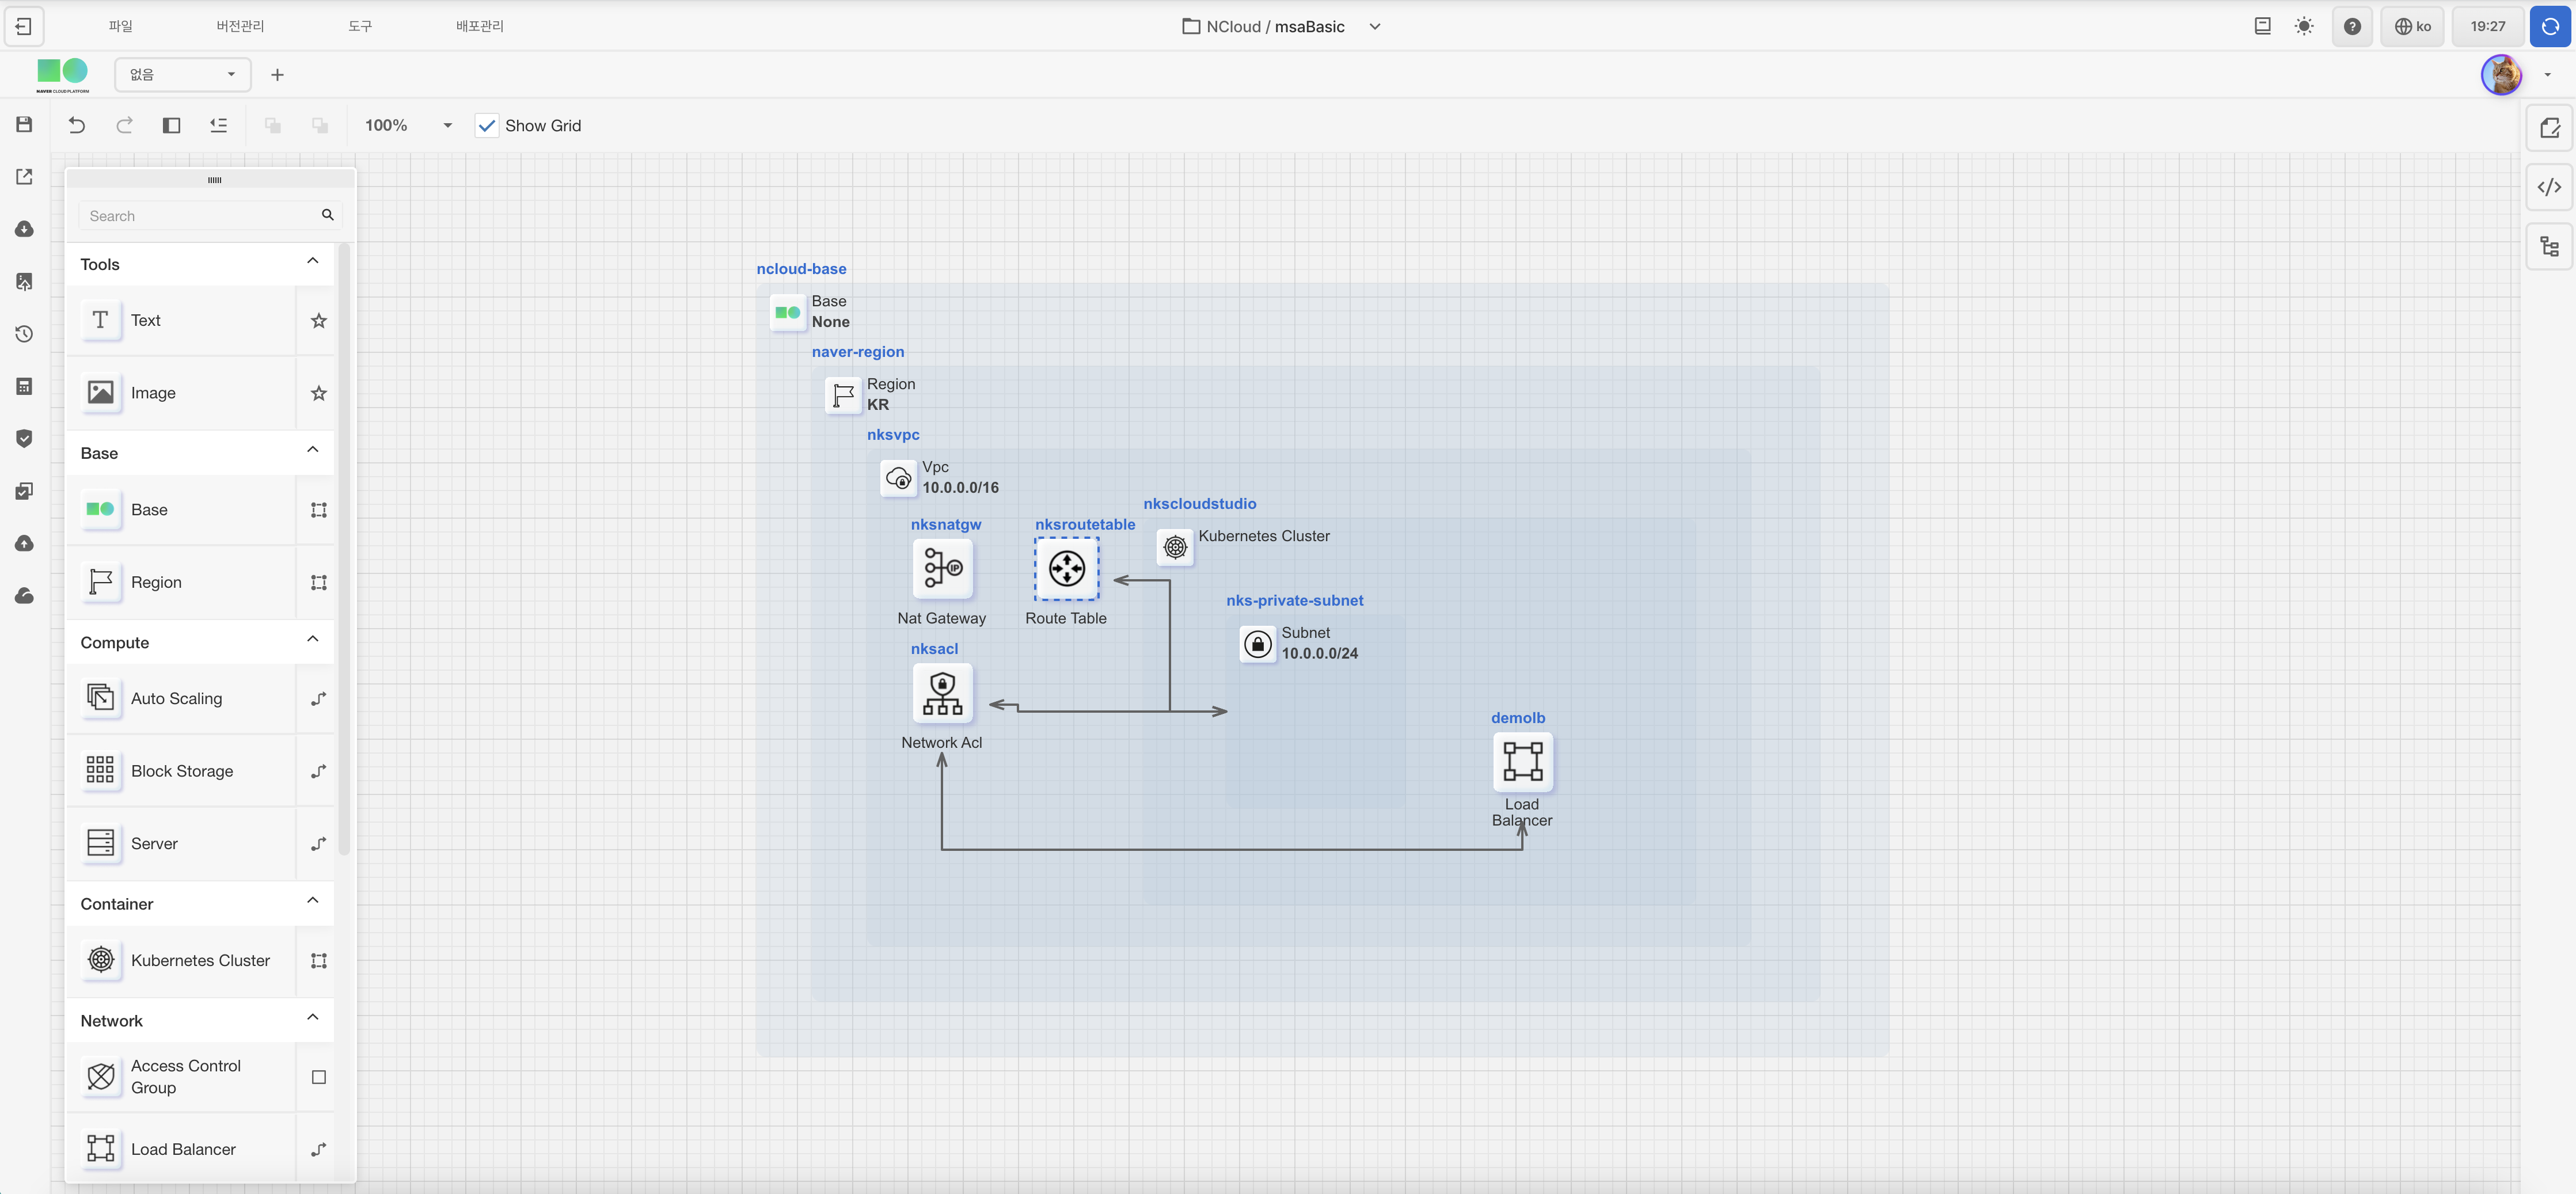 파일
버전관리
도구
배포관리
NCloud / msaBasic
ko
19:27
NAVER CLOUD PLATFORM
없음
100%
Show Grid
Search
Tools
Text
Image
Base
Base
Region
Compute
Auto Scaling
Block Storage
Server
Container
Kubernetes Cluster
Network
Access Control
Group
Load Balancer
ncloud-base
Base
None
naver-region
Region
KR
nksvpc
Vpc
10.0.0.0/16
nkscloudstudio
Kubernetes Cluster
nksnatgw
IP
Nat Gateway
nksroutetable
Route Table
nks-private-subnet
Subnet
10.0.0.0/24
nksacl
Network Acl
demolb
Load
Balancer